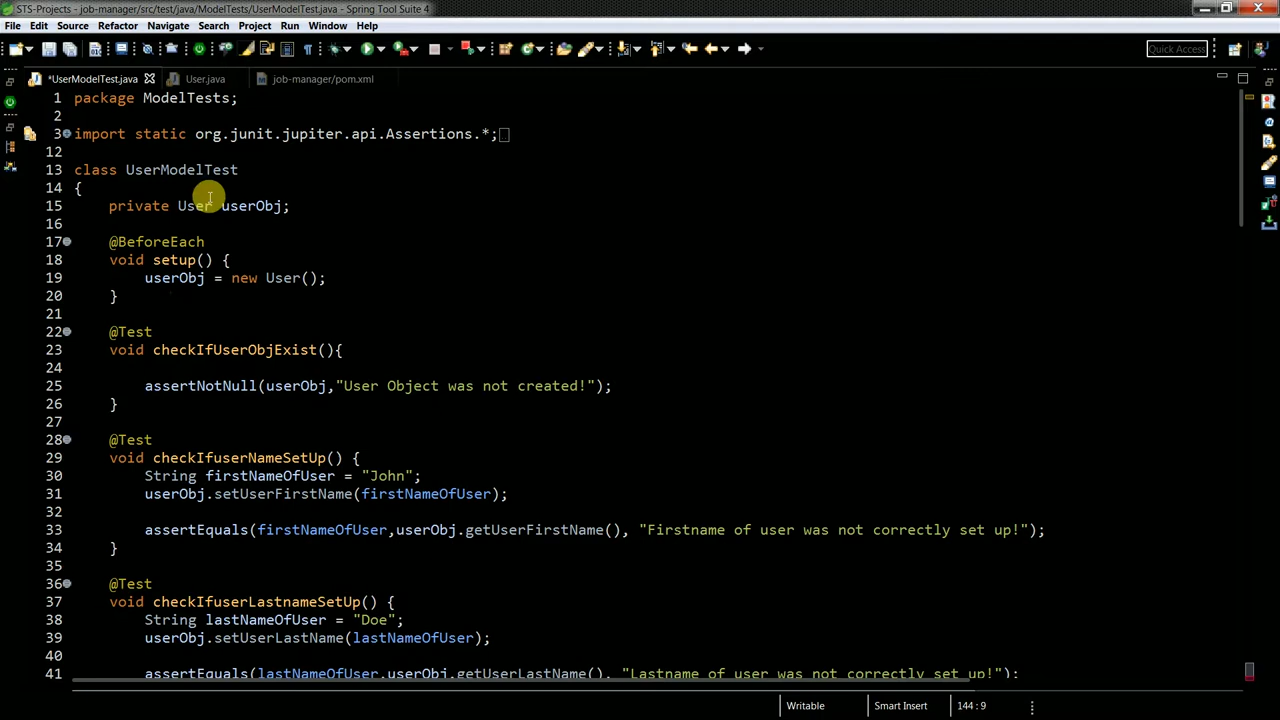 STS-Projects - job-manager/src/test/java/ModelTests/UserModelTest.java - Spring Tool Suite 4
File Edit Source Refactor Navigate Search Project Run Window Help
Quick Access
*UserModelTest.java User.java job-manager/pom.xml
1 package ModelTests;
2
3 import static org.junit.jupiter.api.Assertions.*;
12
13 class UserModelTest
14 {
15 private User userObj;
16
17 @BeforeEach
18 void setup() {
19 userObj = new User();
20 }
21
22 @Test
23 void checkIfUserObjExist(){
24
25 assertNotNull(userObj,"User Object was not created!");
26 }
27
28 @Test
29 void checkIfuserNameSetUp() {
30 String firstNameOfUser = "John";
31 userObj.setUserFirstName(firstNameOfUser);
32
33 assertEquals(firstNameOfUser,userObj.getUserFirstName(), "Firstname of user was not correctly set up!");
34 }
35
36 @Test
37 void checkIfuserLastnameSetUp() {
38 String lastNameOfUser = "Doe";
39 userObj.setUserLastName(lastNameOfUser);
40
41 assertEquals(lastNameOfUser,userObj.getUserLastName(), "Lastname of user was not correctly set up!");
Writable Smart Insert 144 : 9